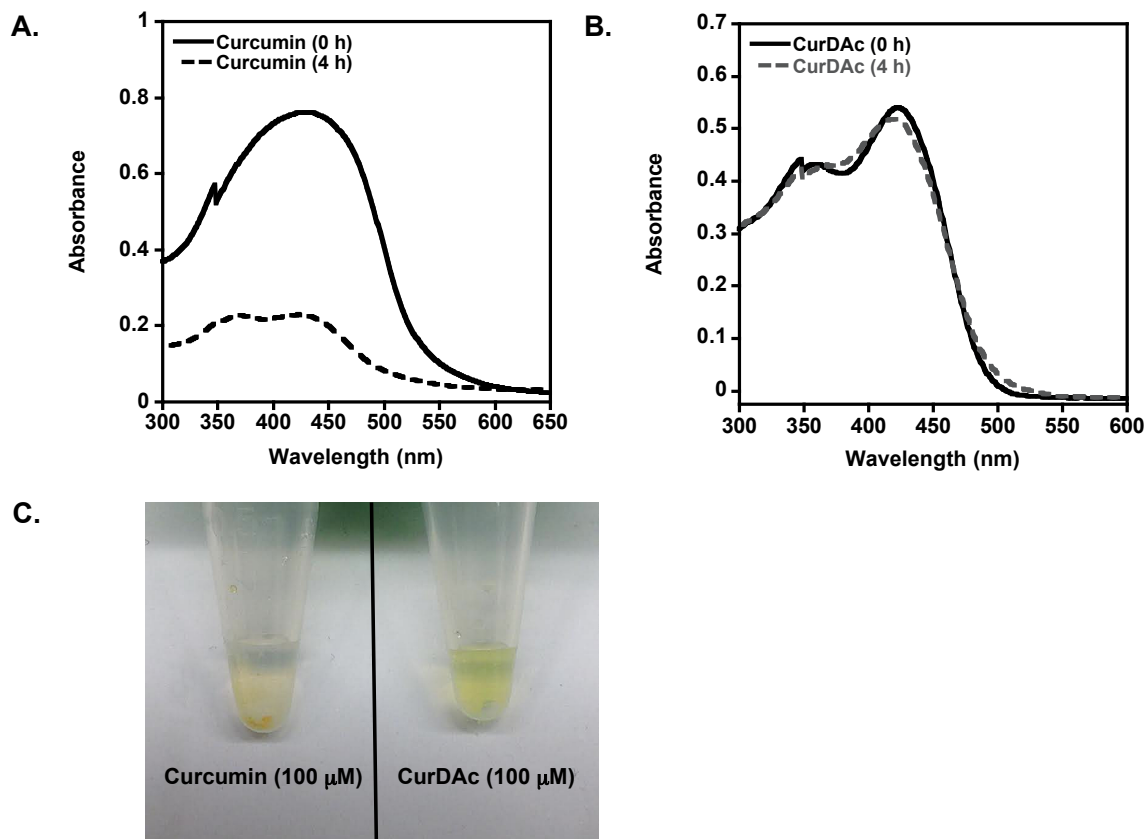 A.
1
0.8
0.6
0.4
0.2
0
Curcumin (0 h)
Curcumin (4 h)
Absorbance
300 350 400 450 500 550 600 650
Wavelength (nm)
B.
0.7
0.6
0.5
0.4
0.3
0.2
0.1
0
CurDAc (0 h)
CurDAc (4 h)
Absorbance
300 350 400 450 500 550 600
Wavelength (nm)
C.
Curcumin (100 μM) CurDAc (100 μM)